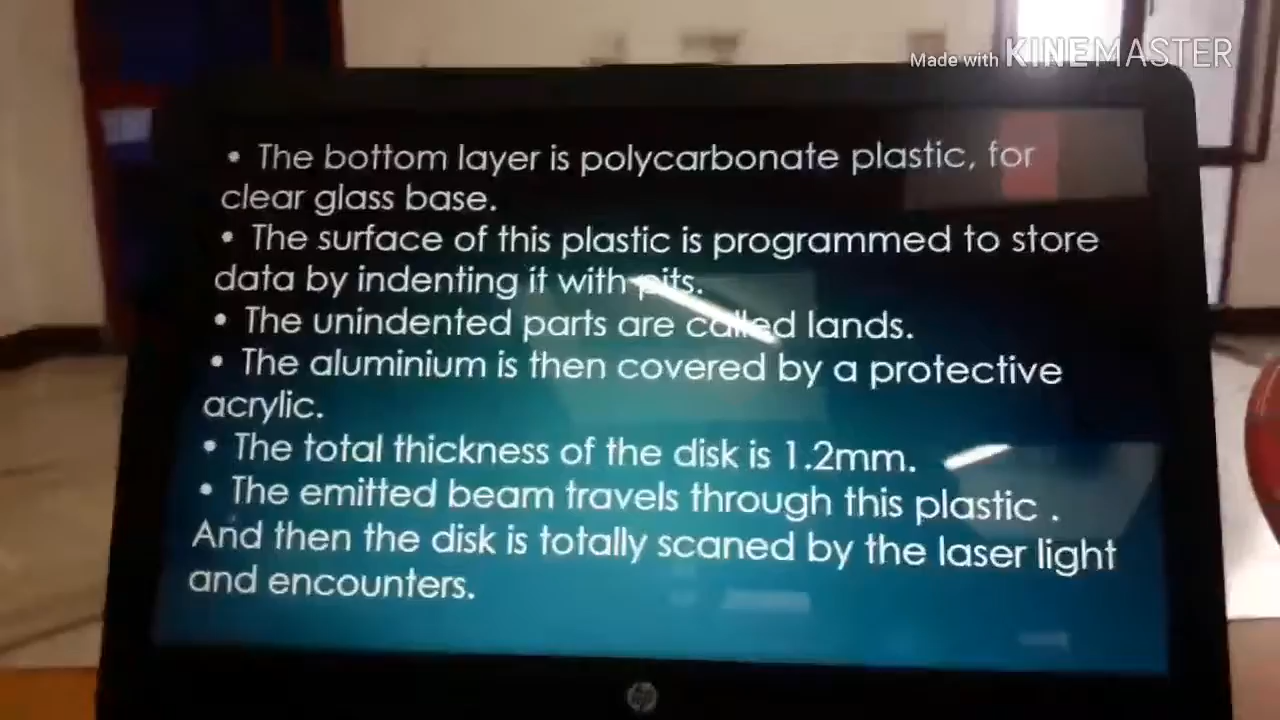 Made with KINEMASTER
• The bottom layer is polycarbonate plastic, for
clear glass base.
• The surface of this plastic is programmed to store
data by indenting it with pits.
• The unindented parts are called lands.
• The aluminium is then covered by a protective
acrylic.
• The total thickness of the disk is 1.2mm.
• The emitted beam travels through this plastic .
And then the disk is totally scaned by the laser light
and encounters.
hp